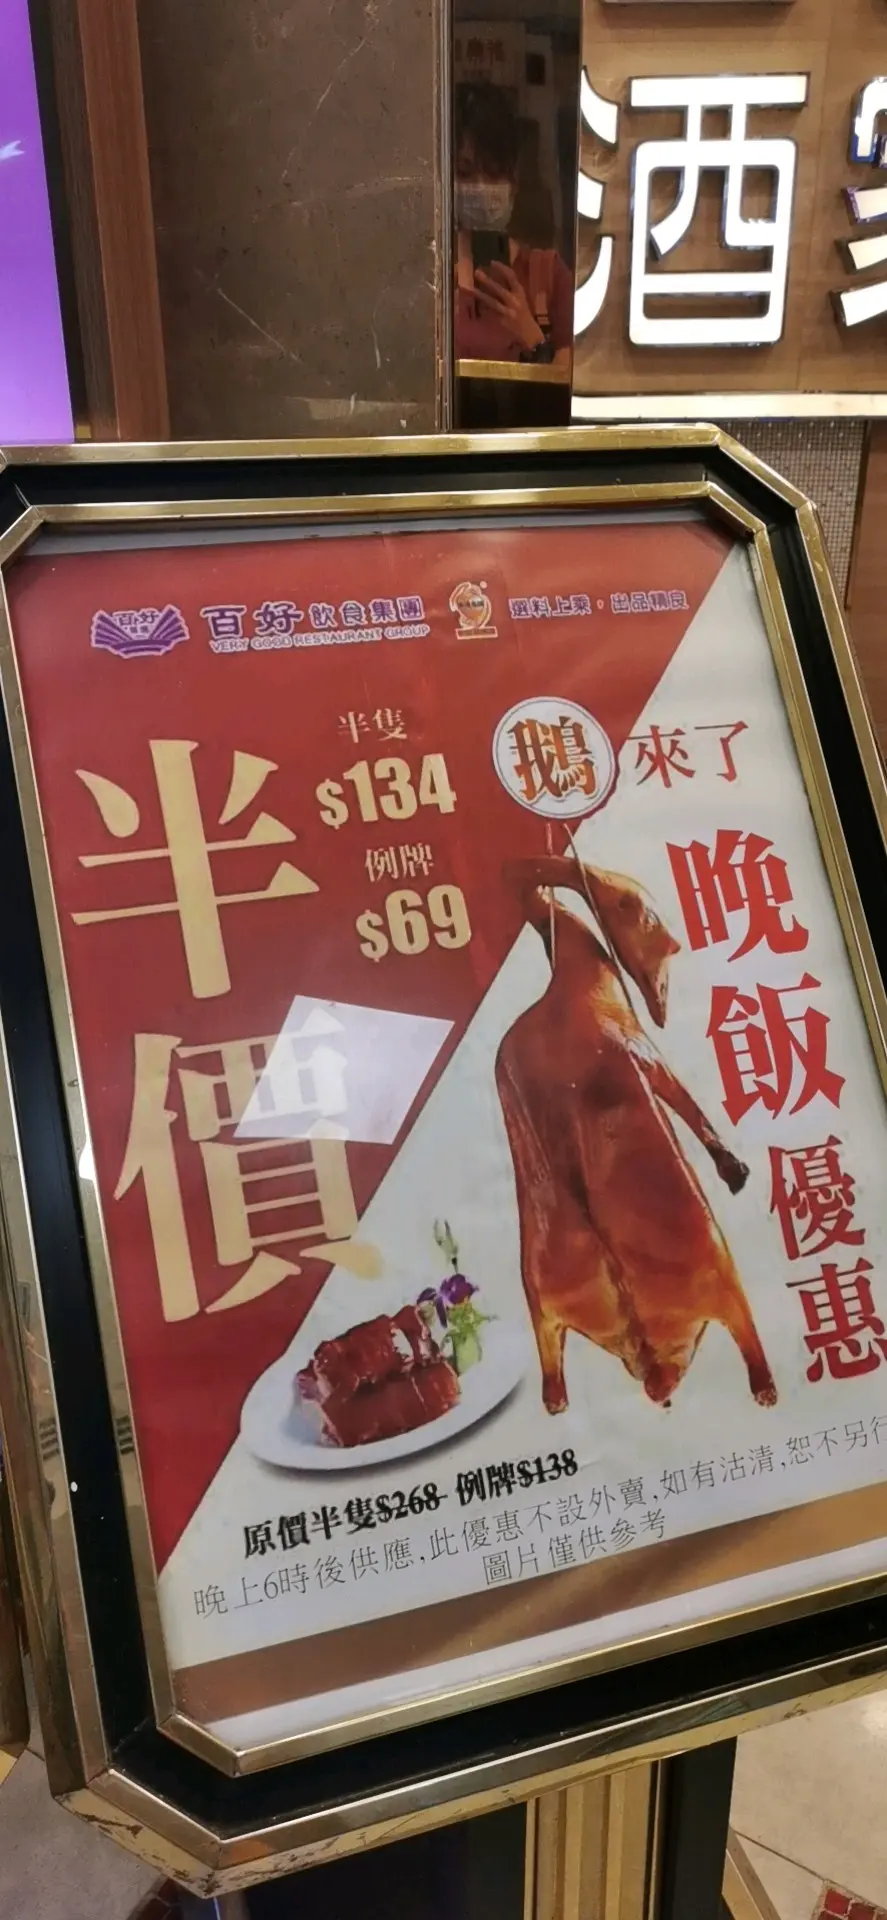 酒家
百好
百好飲食集團
VERY GOOD RESTAURANT GROUP
選料上乘，出品精良
半價
半隻
$134
例牌
$69
鵝來了
晚飯優惠
原價半隻$268 例牌$138
晚上6時後供應,此優惠不設外賣,如有沽清,恕不另行
圖片僅供參考